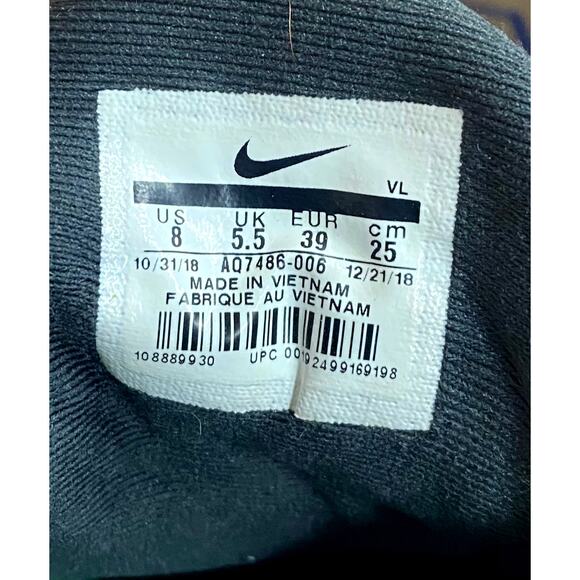 VL
US UK EUR cm
8 5.5 39 25
10/31/18 AQ7486-006 12/21/18
MADE IN VIETNAM
FABRIQUE AU VIETNAM
108889930 UPC 00192499169198